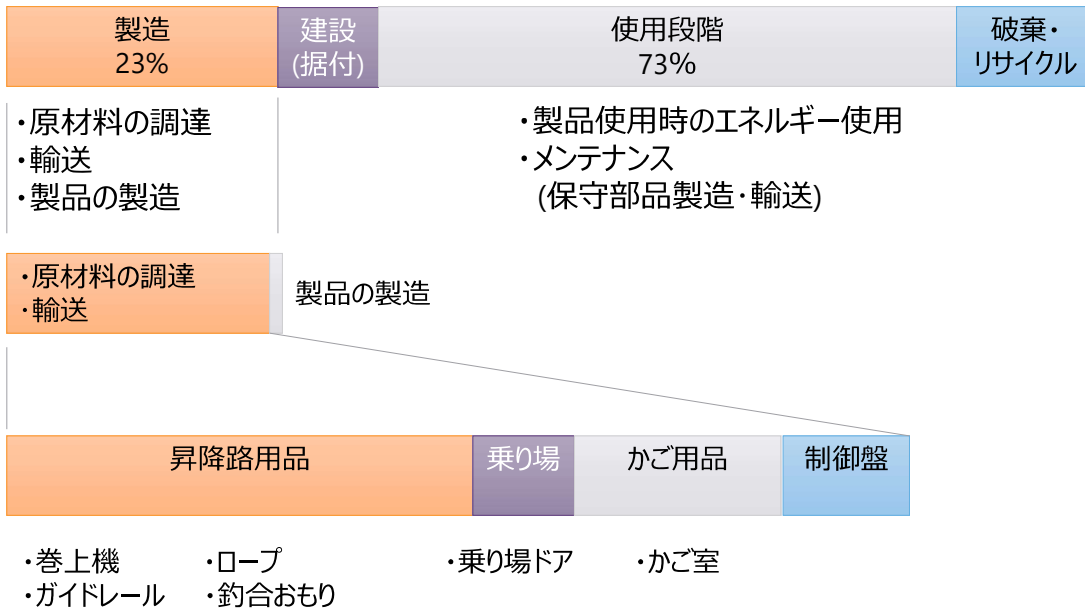 製造
23%
建設
(据付)
使用段階
73%
破棄・
リサイクル
・原材料の調達
・輸送
・製品の製造
・製品使用時のエネルギー使用
・メンテナンス
(保守部品製造・輸送)
・原材料の調達
・輸送
製品の製造
昇降路用品
乗り場
かご用品
制御盤
・巻上機
・ガイドレール
・ロープ
・釣合おもり
・乗り場ドア
・かご室